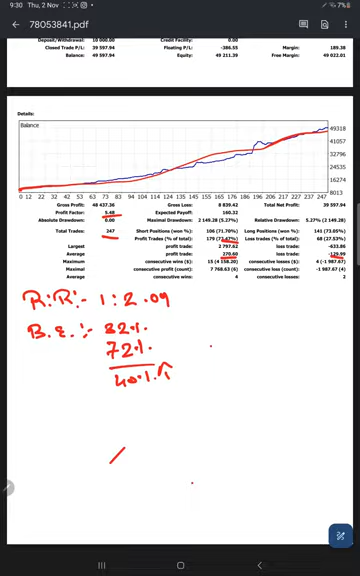 9:30 Thu, 2 Nov 7%
78053841.pdf
Deposit/Withdrawal: 10 000.00 Credit Facility: 0.00
Closed Trade P/L: 39 597.94 Floating P/L: -386.55 Margin: 189.38
Balance: 49 597.94 Equity: 49 211.39 Free Margin: 49 022.01
Details:
Balance
49318
41057
32796
24535
16274
8013
0 12 22 32 43 53 63 73 83 94 104 114 124 134 145 155 165 175 185 196 206 217 227 237 247
Gross Profit: 48 437.36 Gross Loss: 8 839.42 Total Net Profit: 39 597.94
Profit Factor: 5.48 Expected Payoff: 160.32
Absolute Drawdown: 0.00 Maximal Drawdown: 2 149.28 (5.27%) Relative Drawdown: 5.27% (2 149.28)
Total Trades: 247 Short Positions (won %): 106 (71.70%) Long Positions (won %): 141 (73.05%)
Profit Trades (% of total): 179 (72.47%) Loss trades (% of total): 68 (27.53%)
Largest profit trade: 2 797.62 loss trade: -633.86
Average profit trade: 270.60 loss trade: -129.99
Maximum consecutive wins ($): 15 (4 158.20) consecutive losses ($): 4 (-1 987.67)
Maximal consecutive profit (count): 7 768.63 (6) consecutive loss (count): -1 987.67 (4)
Average consecutive wins: 4 consecutive losses: 2
R:R:- 1:2.09
B.E.:- 32%.
72%.
40%.↑